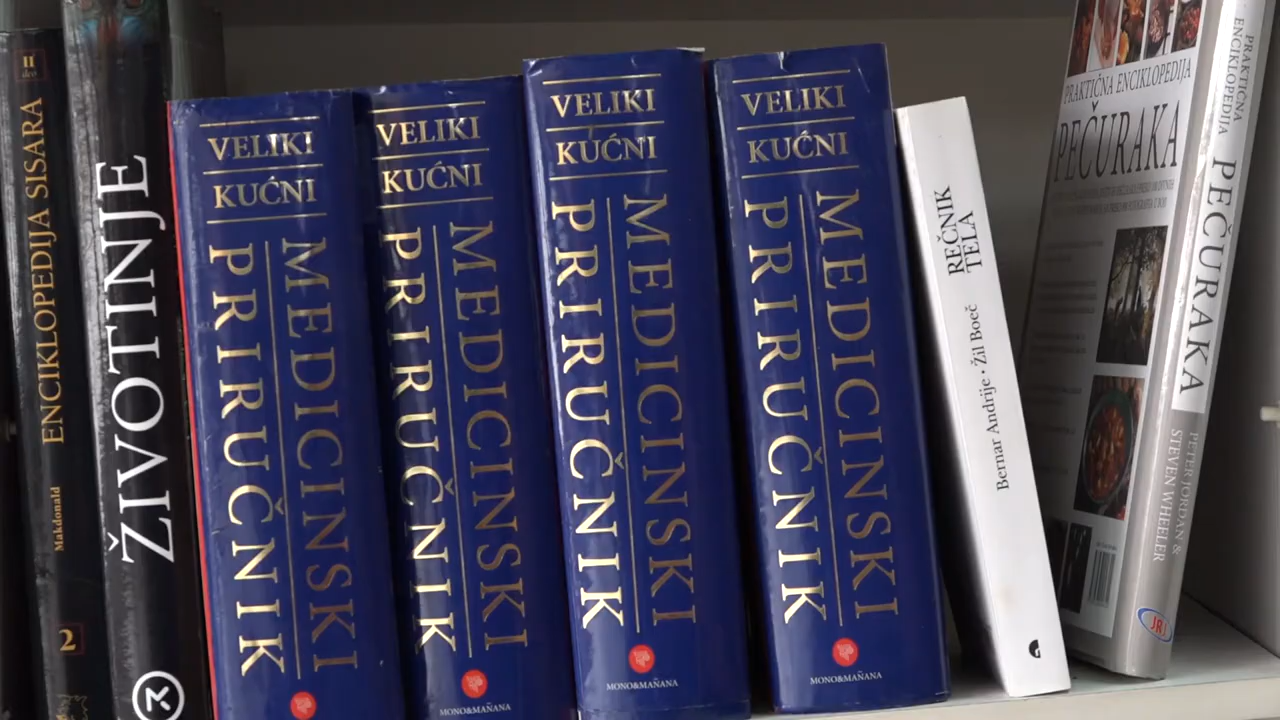 II
deo
ENCIKLOPEDIJA SISARA
Makdonald
2
ŽIVOTINJE
VELIKI
KUĆNI
MEDICINSKI
PRIRUČNIK
VELIKI
KUĆNI
MEDICINSKI
PRIRUČNIK
MONO&MAÑANA
VELIKI
KUĆNI
MEDICINSKI
PRIRUČNIK
MONO&MAÑANA
VELIKI
KUĆNI
MEDICINSKI
PRIRUČNIK
MONO&MAÑANA
REČNIK
TELA
Bernar Andrije • Žil Boeč
PRAKTIČNA ENCIKLOPEDIJA
PEČURAKA
PRAKTIČNA
ENCIKLOPEDIJA
PEČURAKA
PETER JORDAN &
STEVEN WHEELER
JRJ